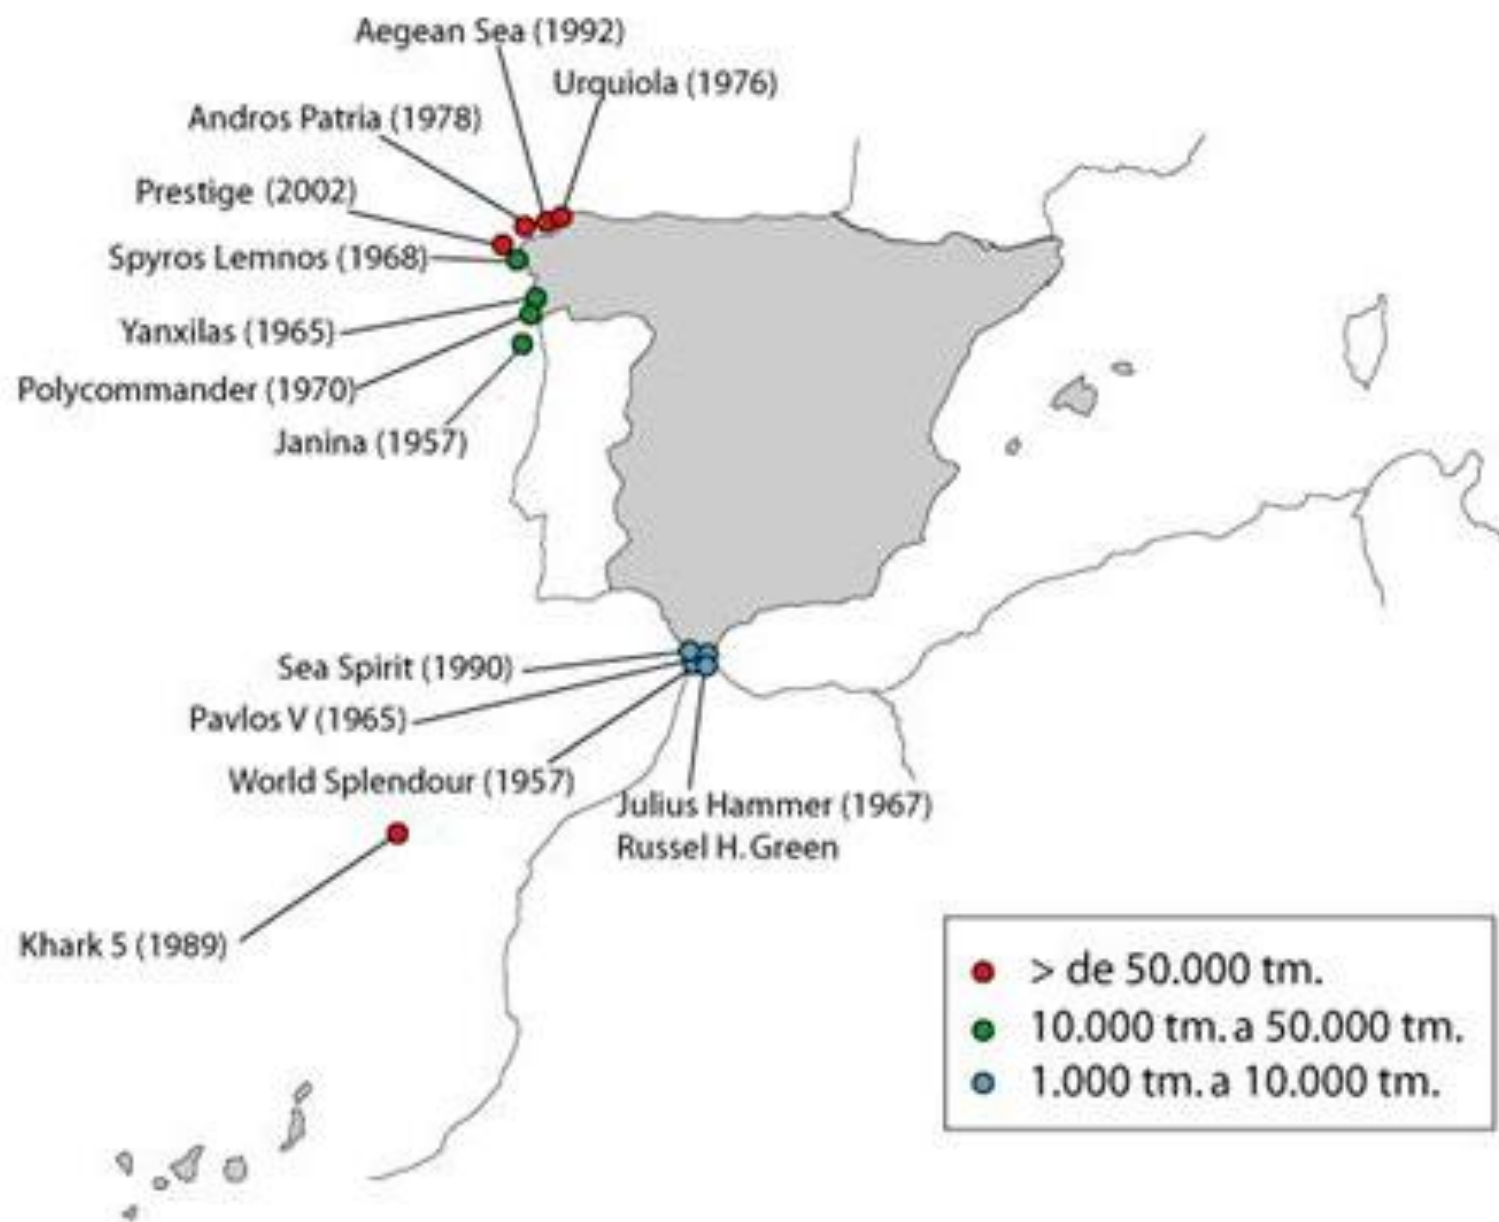 Aegean Sea (1992)
Urquiola (1976)
Andros Patria (1978)
Prestige (2002)
Spyros Lemnos (1968)
Yanxilas (1965)
Polycommander (1970)
Janina (1957)
Sea Spirit (1990)
Pavlos V (1965)
World Splendour (1957)
Julius Hammer (1967)
Russel H. Green
Khark 5 (1989)
> de 50.000 tm.
10.000 tm. a 50.000 tm.
1.000 tm. a 10.000 tm.